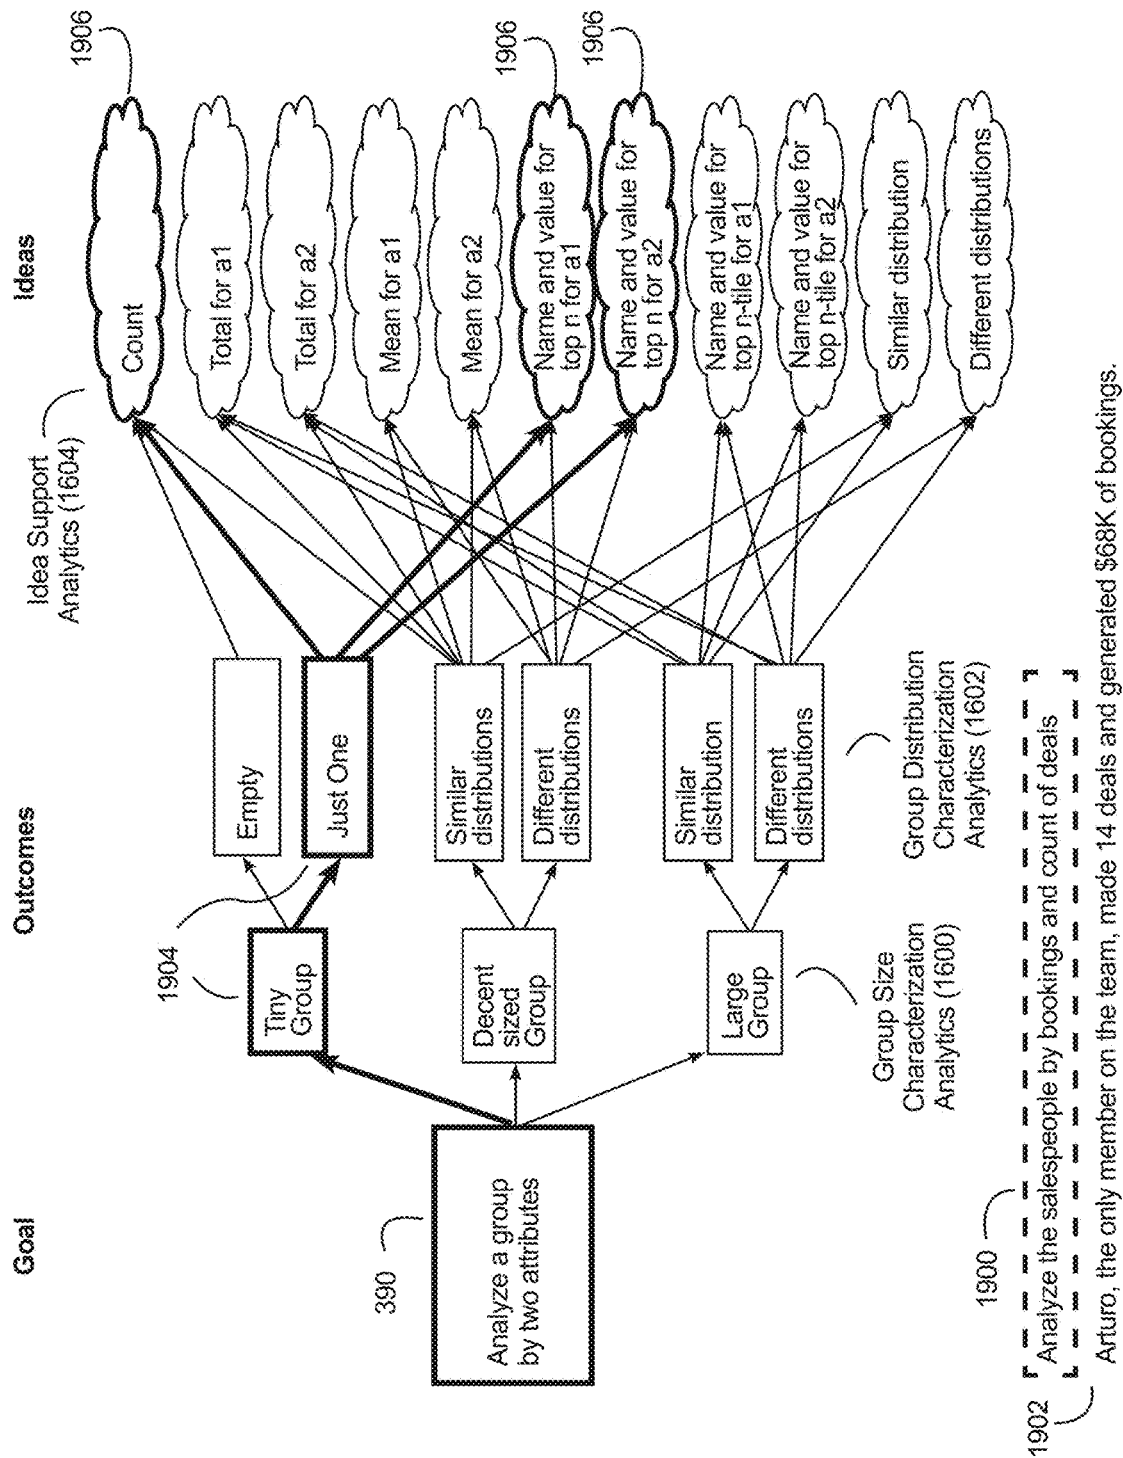 Goal
Outcomes
Ideas
390
Analyze a group
by two attributes
1904
Tiny
Group
Decent
sized
Group
Large
Group
Group Size
Characterization
Analytics (1600)
Empty
Just One
Similar
distributions
Different
distributions
Similar
distribution
Different
distributions
Group Distribution
Characterization
Analytics (1602)
Idea Support
Analytics (1604)
1906
Count
Total for a1
Total for a2
Mean for a1
Mean for a2
1906
Name and value for
top n for a1
1906
Name and value for
top n for a2
Name and value for
top n-tile for a1
Name and value for
top n-tile for a2
Similar distribution
Different distributions
1900
Analyze the salespeople by bookings and count of deals
1902
Arturo, the only member on the team, made 14 deals and generated $68K of bookings.